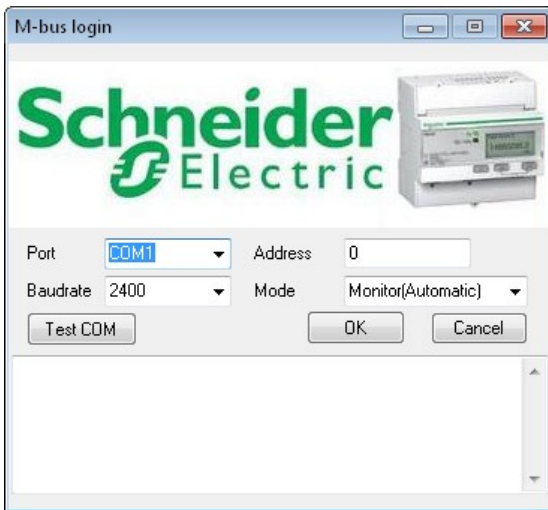 M-bus login
Schneider
Electric
Port COM1 Address 0
Baudrate 2400 Mode Monitor(Automatic)
Test COM OK Cancel